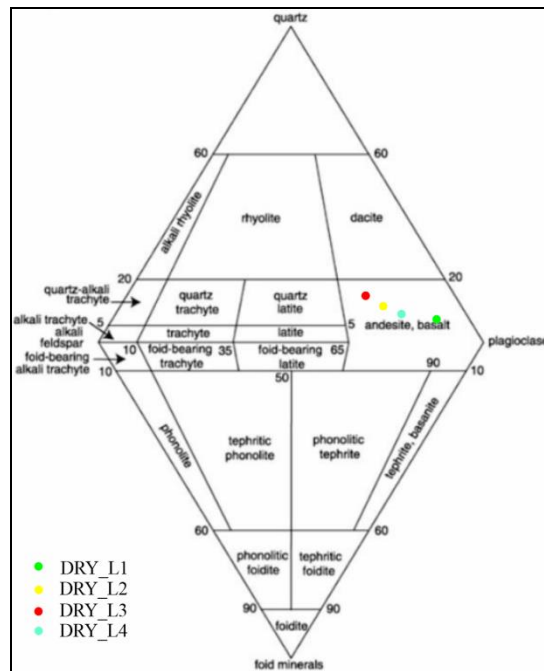 quartz
60
60
alkali rhyolite
rhyolite
dacite
20
20
quartz-alkali
trachyte
quartz
trachyte
quartz
latite
andesite, basalt
5
5
alkali trachyte
trachyte
latite
alkali
feldspar
plagioclase
10
35
65
90
foid-bearing
alkali trachyte
foid-bearing
trachyte
foid-bearing
latite
10
50
10
phonolite
tephritic
phonolite
phonolitic
tephrite
tephrite, basanite
60
60
phonolitic
foidite
tephritic
foidite
90
90
foidite
foid minerals
DRY_L1
DRY_L2
DRY_L3
DRY_L4